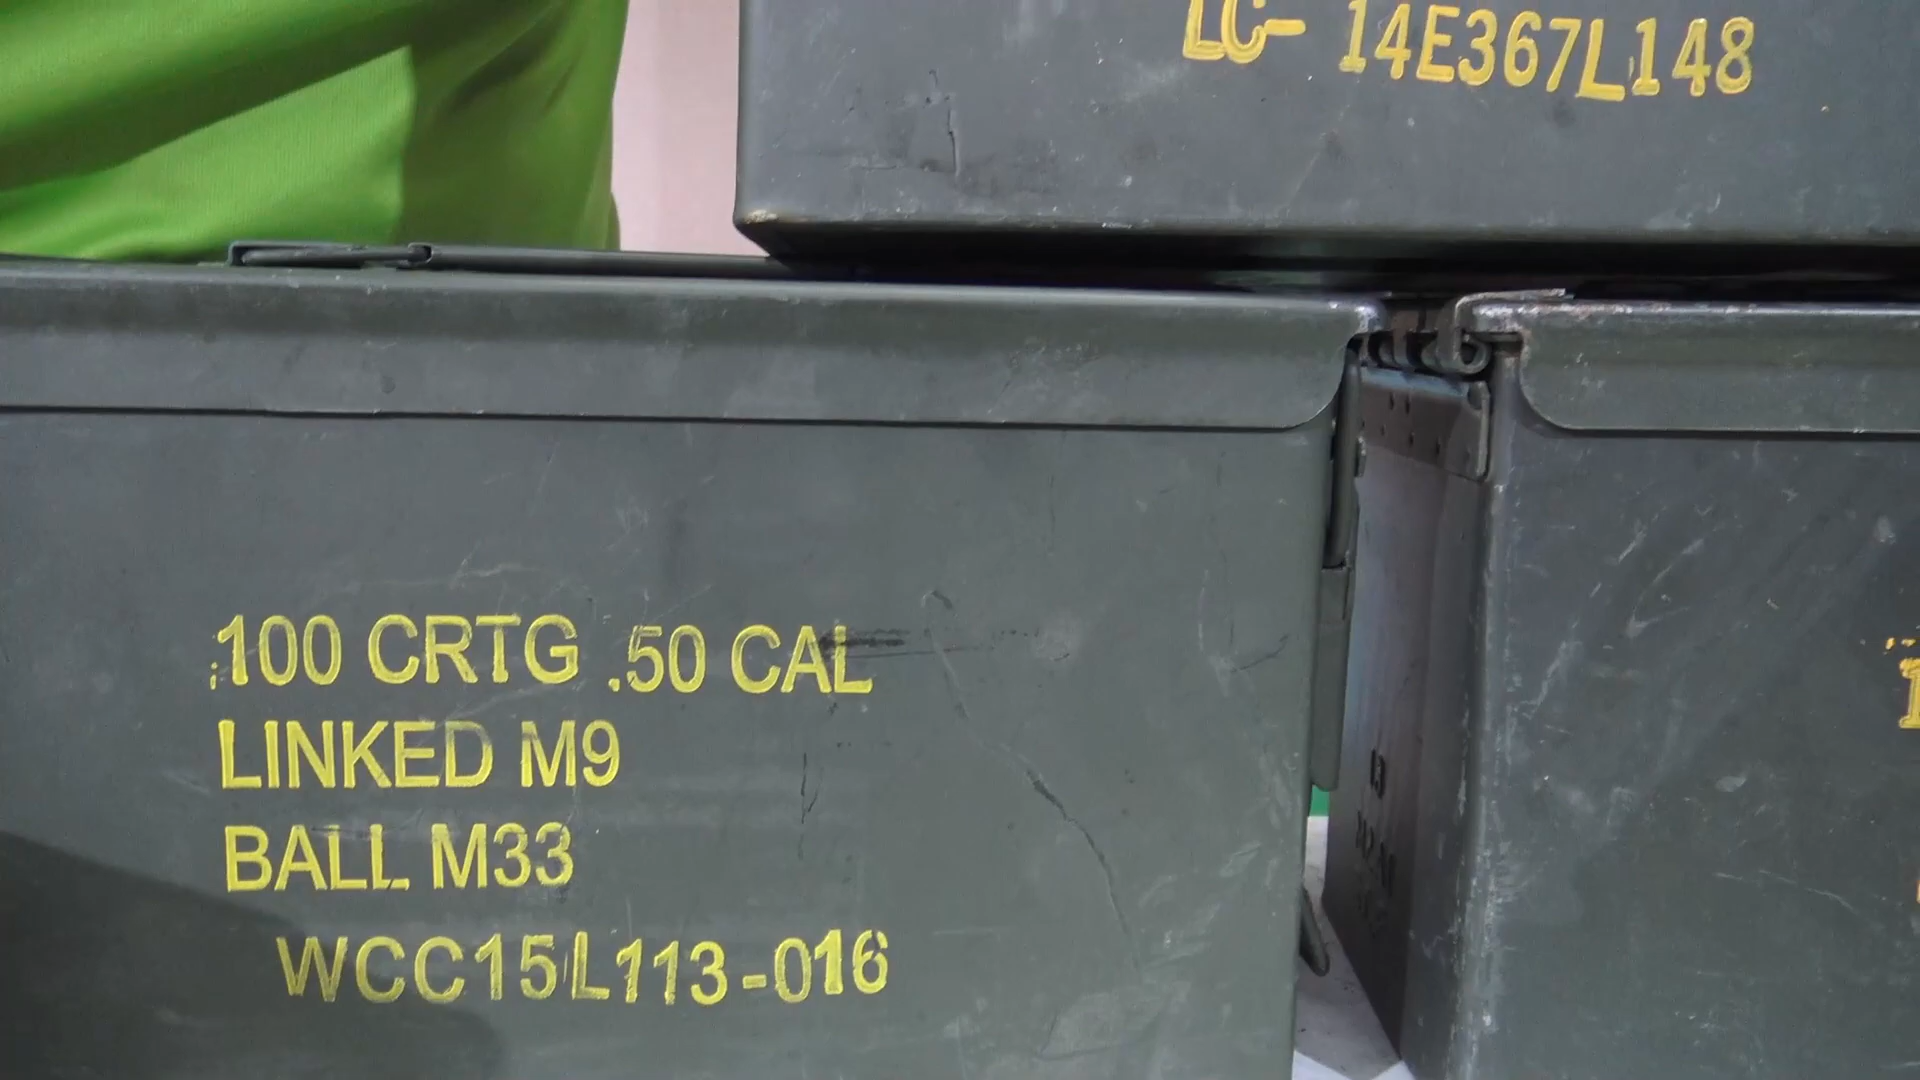 LC- 14E367L148
.100 CRTG .50 CAL
LINKED M9
BALL M33
WCC15L113-016